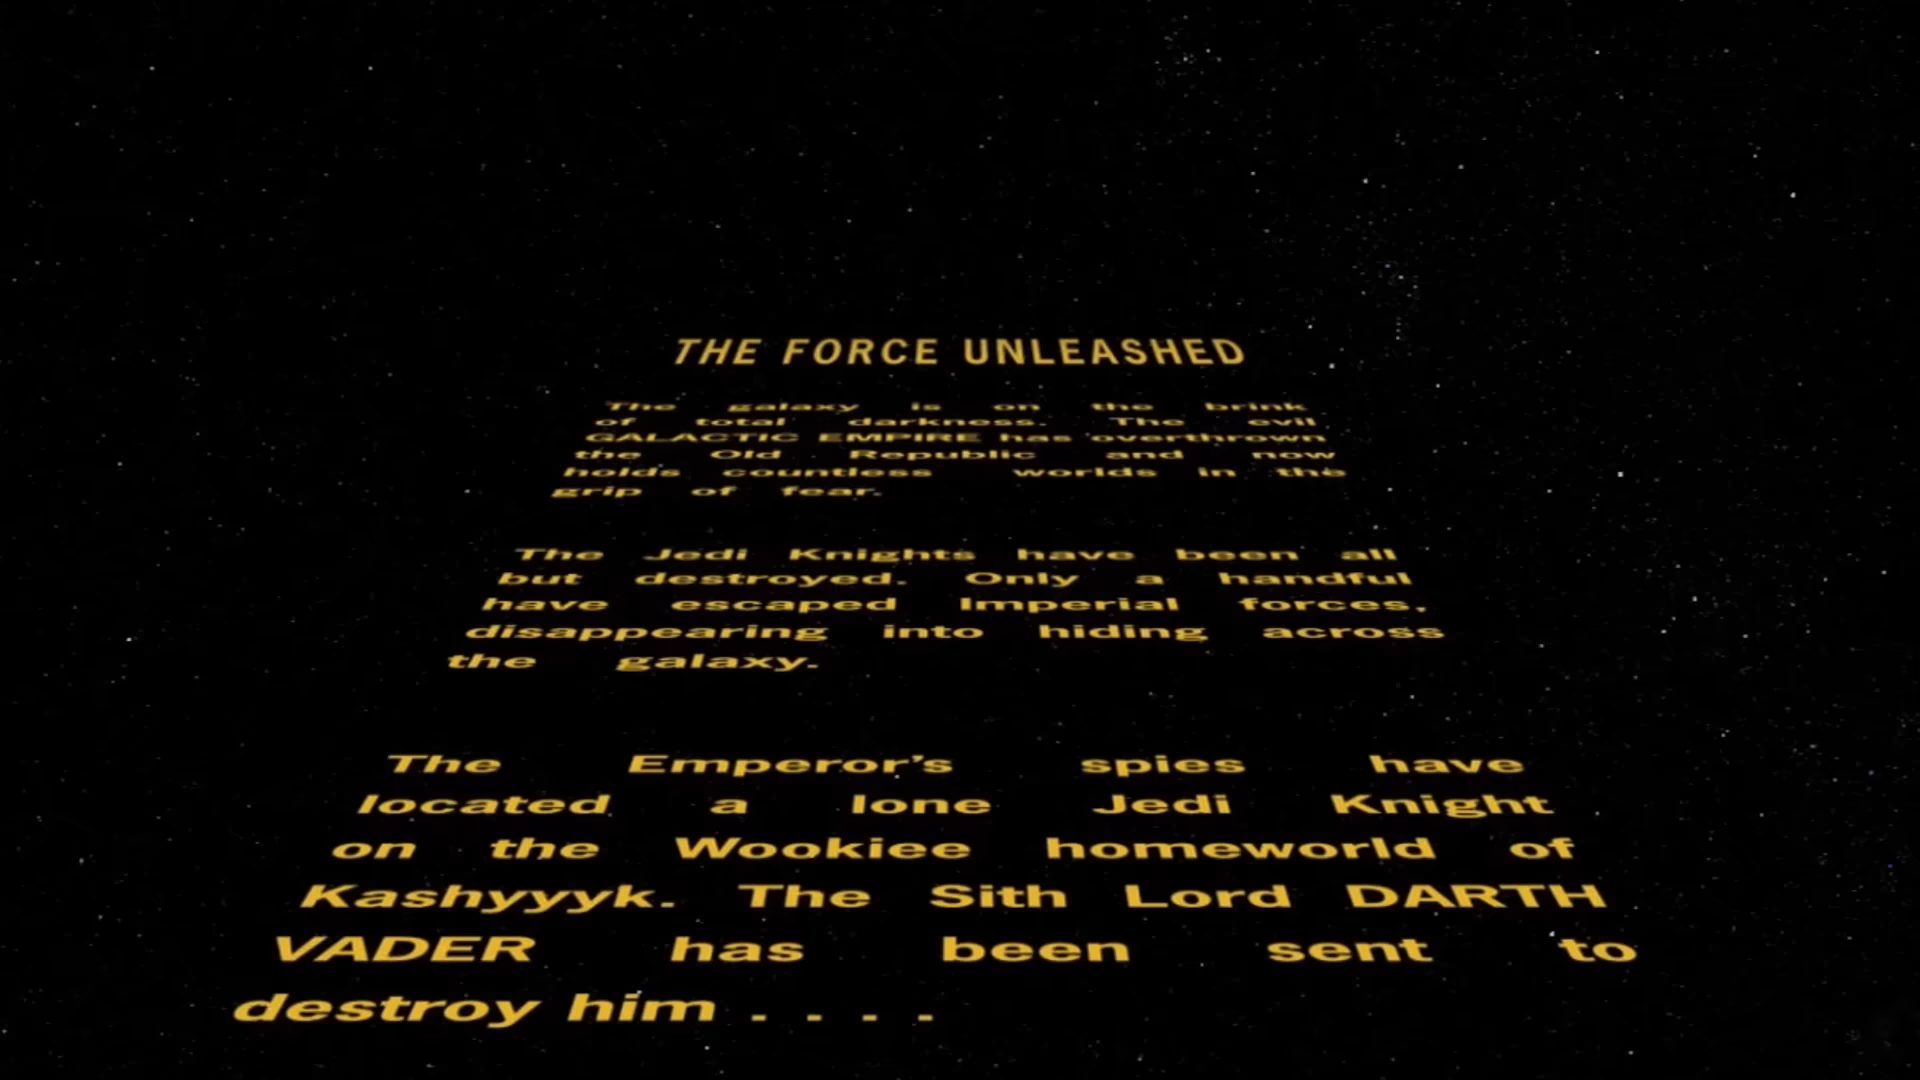 THE FORCE UNLEASHED
The galaxy is on the brink
of total darkness. The evil
GALACTIC EMPIRE has overthrown
the Old Republic and now
holds countless worlds in the
grip of fear.
The Jedi Knights have been all
but destroyed. Only a handful
have escaped Imperial forces,
disappearing into hiding across
the galaxy.
The Emperor's spies have
located a lone Jedi Knight
on the Wookiee homeworld of
Kashyyyk. The Sith Lord DARTH
VADER has been sent to
destroy him . . . .